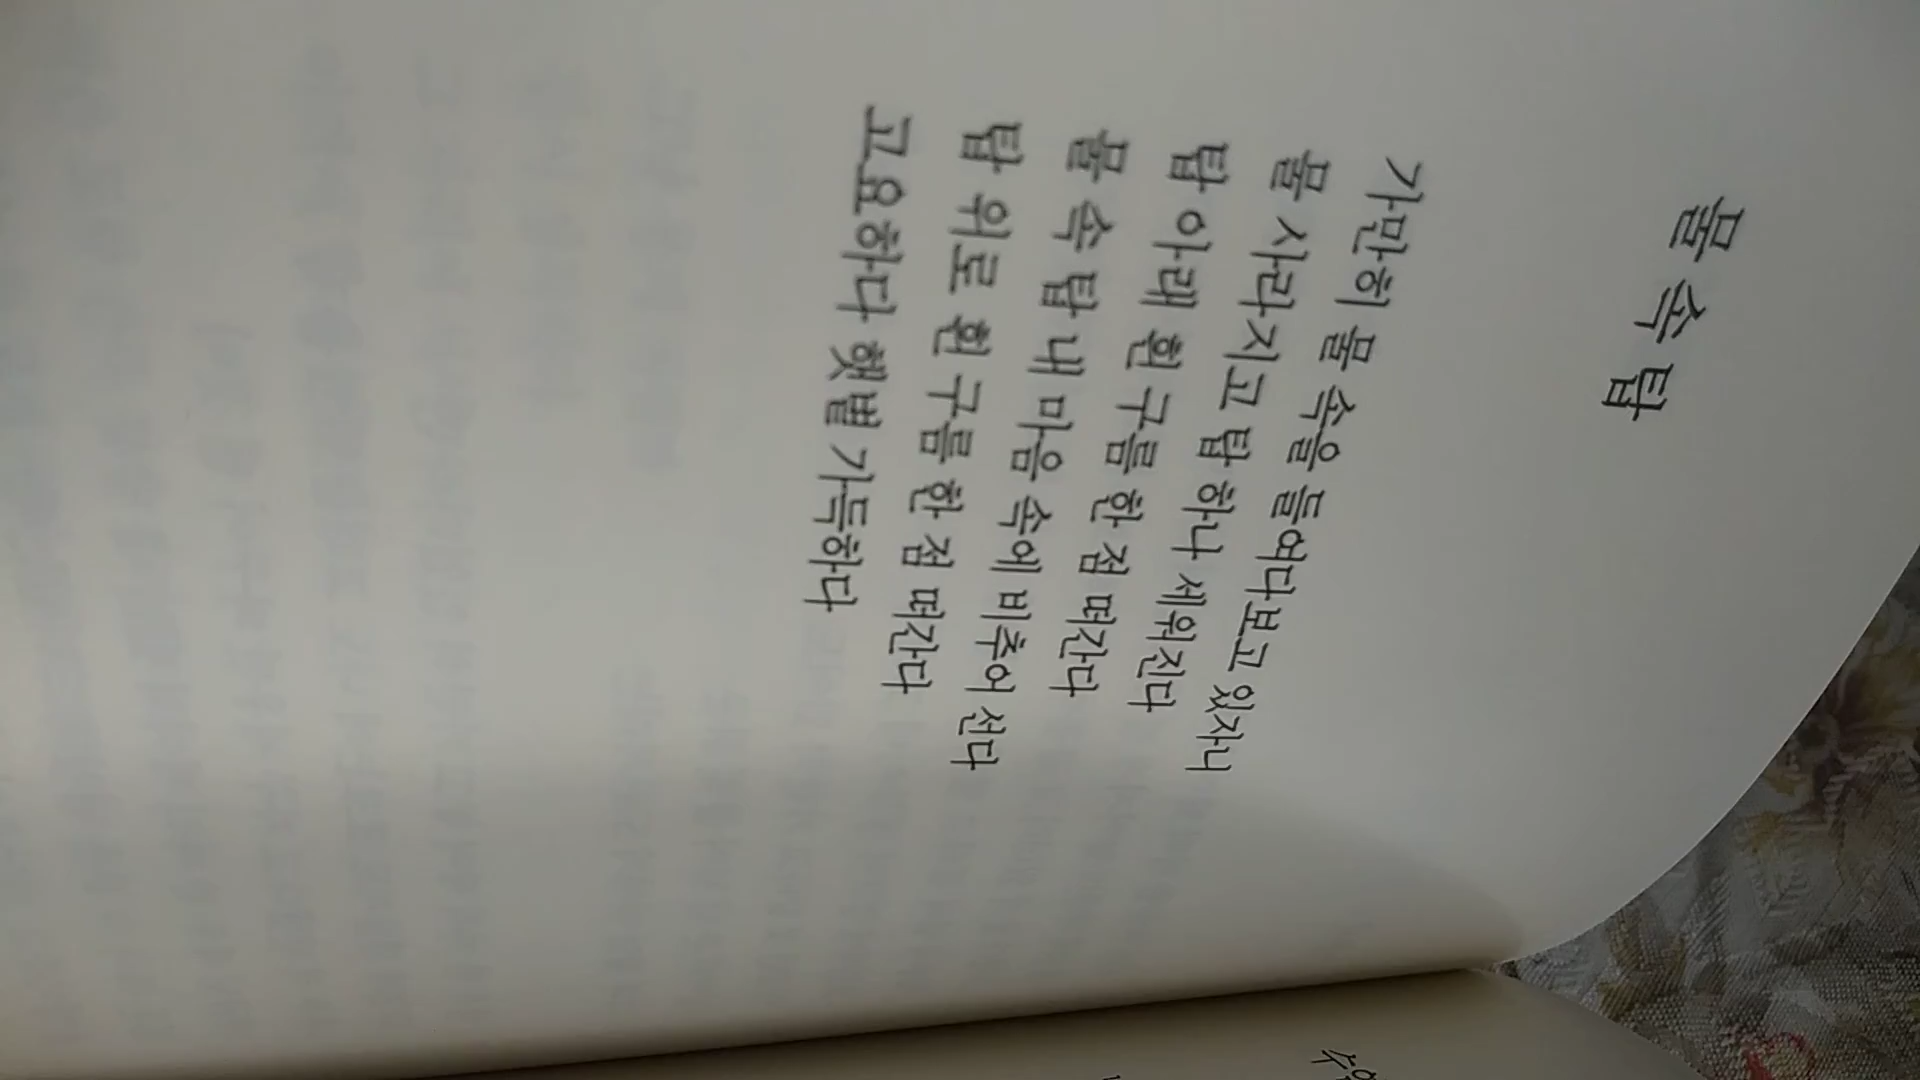 물 속 탑
가만히 물 속을 들여다보고 있자니
물 사라지고 탑 하나 세워진다
탑 아래 흰 구름 한 점 떠간다
물 속 탑 내 마음 속에 비추어 선다
탑 위로 흰 구름 한 점 떠간다
고요하다 햇볕 가득하다